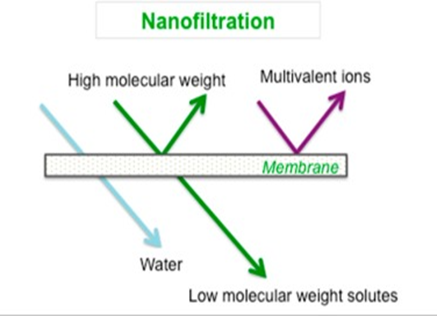 Nanofiltration
High molecular weight
Multivalent ions
Membrane
Water
Low molecular weight solutes